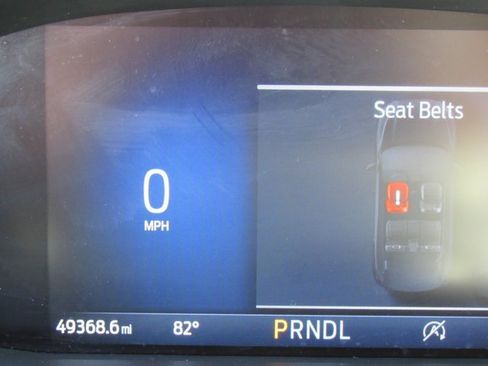 Seat Belts
0
MPH
49368.6 mi 82° PRNDL